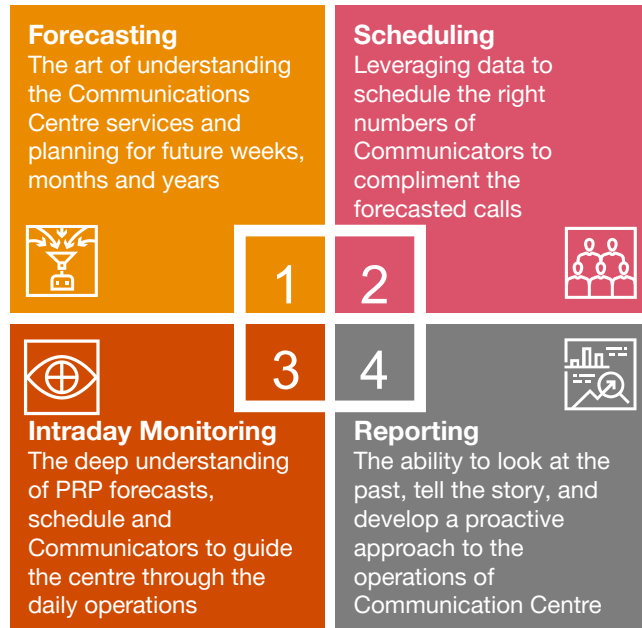 Forecasting
The art of understanding
the Communications
Centre services and
planning for future weeks,
months and years
1
Scheduling
Leveraging data to
schedule the right
numbers of
Communicators to
compliment the
forecasted calls
2
3
Intraday Monitoring
The deep understanding
of PRP forecasts,
schedule and
Communicators to guide
the centre through the
daily operations
4
Reporting
The ability to look at the
past, tell the story, and
develop a proactive
approach to the
operations of
Communication Centre